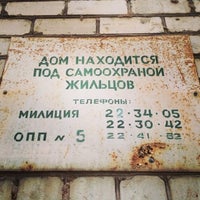 ДОМ НАХОДИТСЯ
ПОД САМООХРАНОЙ
ЖИЛЬЦОВ
ТЕЛЕФОНЫ:
МИЛИЦИЯ 22-34-05
22-30-42
ОПП № 5 22-41-82